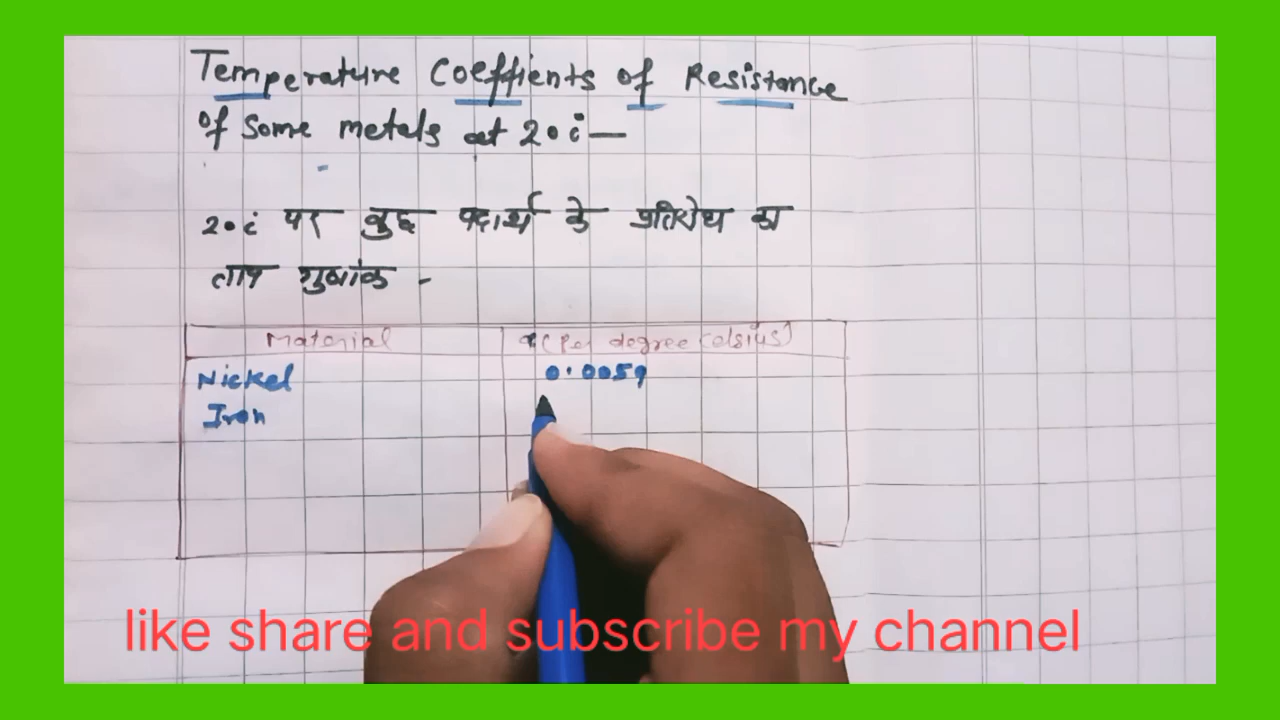 Temperature Coeffients of Resistance
of some metals at 20°c—
20°c पर कुछ पदार्थ के प्रतिरोध का
ताप गुणांक -
Material α(Per degree Celsius)
Nickel 0.0059
Iron
like share and subscribe my channel